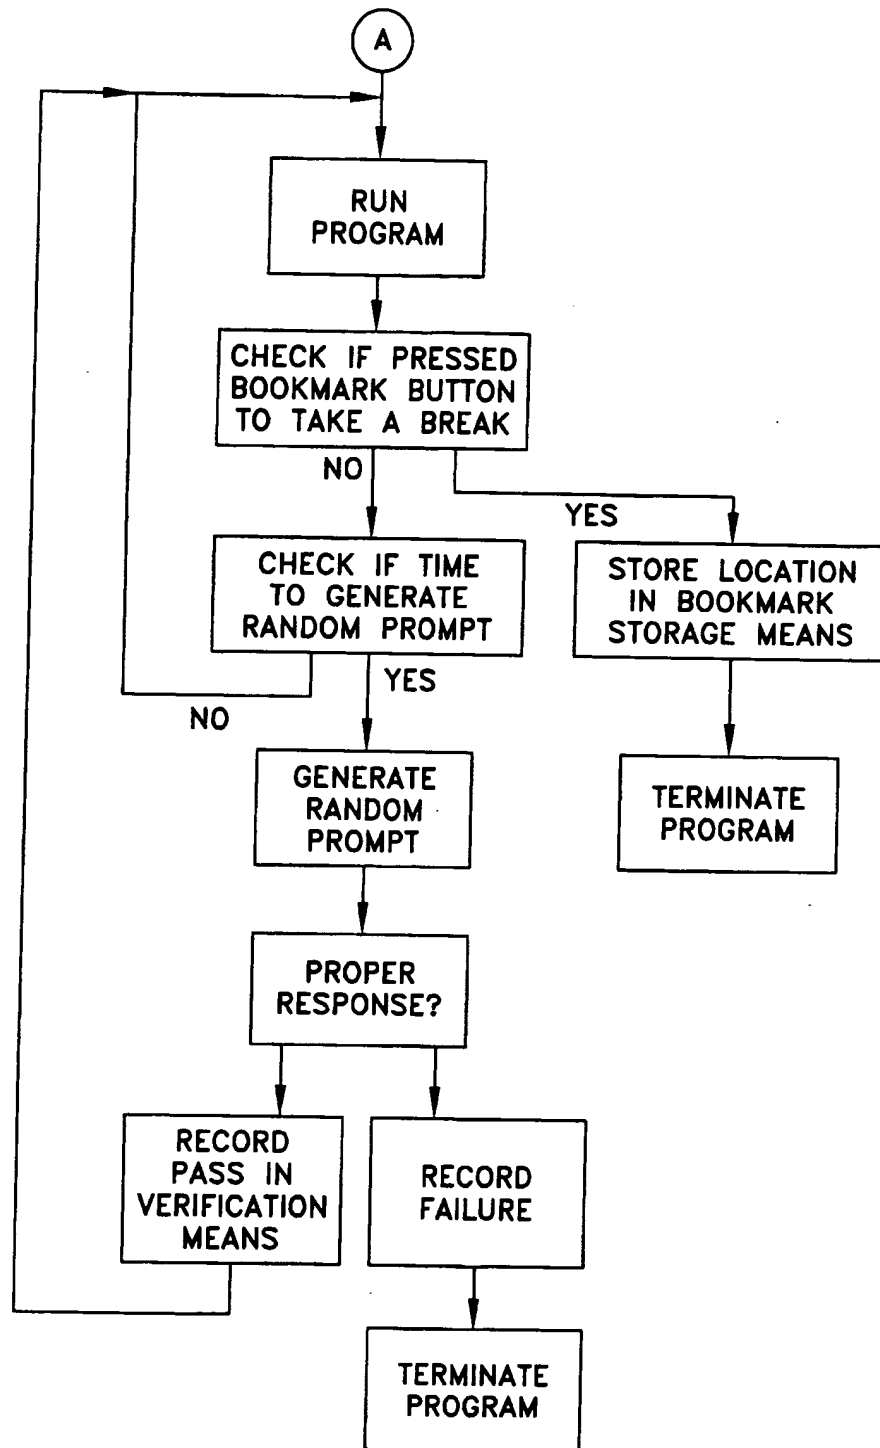 A
RUN
PROGRAM
CHECK IF PRESSED
BOOKMARK BUTTON
TO TAKE A BREAK
NO
YES
CHECK IF TIME
TO GENERATE
RANDOM PROMPT
STORE LOCATION
IN BOOKMARK
STORAGE MEANS
YES
NO
GENERATE
RANDOM
PROMPT
TERMINATE
PROGRAM
PROPER
RESPONSE?
RECORD
PASS IN
VERIFICATION
MEANS
RECORD
FAILURE
TERMINATE
PROGRAM